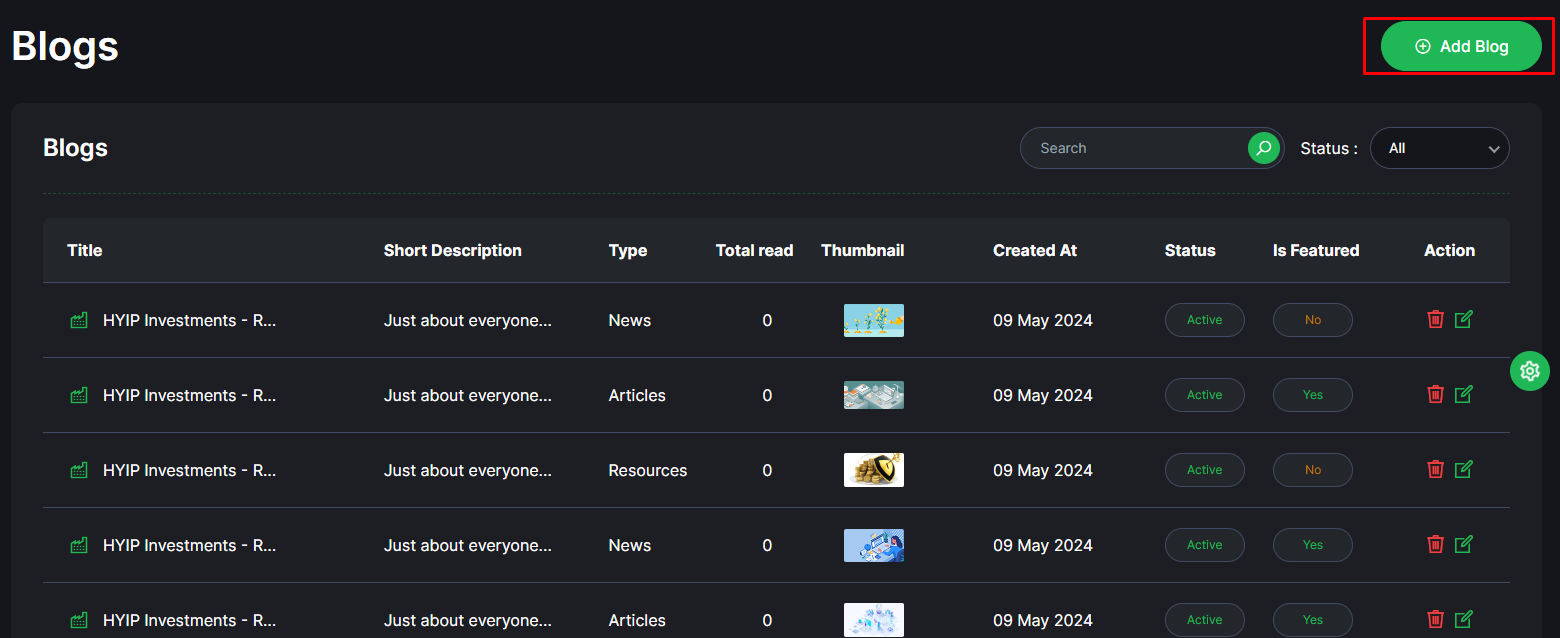 Blogs
Add Blog
Blogs
Search
Status :
All
Title Short Description Type Total read Thumbnail Created At Status Is Featured Action
HYIP Investments - R... Just about everyone... News 0 09 May 2024 Active No
HYIP Investments - R... Just about everyone... Articles 0 09 May 2024 Active Yes
HYIP Investments - R... Just about everyone... Resources 0 09 May 2024 Active No
HYIP Investments - R... Just about everyone... News 0 09 May 2024 Active Yes
HYIP Investments - R... Just about everyone... Articles 0 09 May 2024 Active Yes